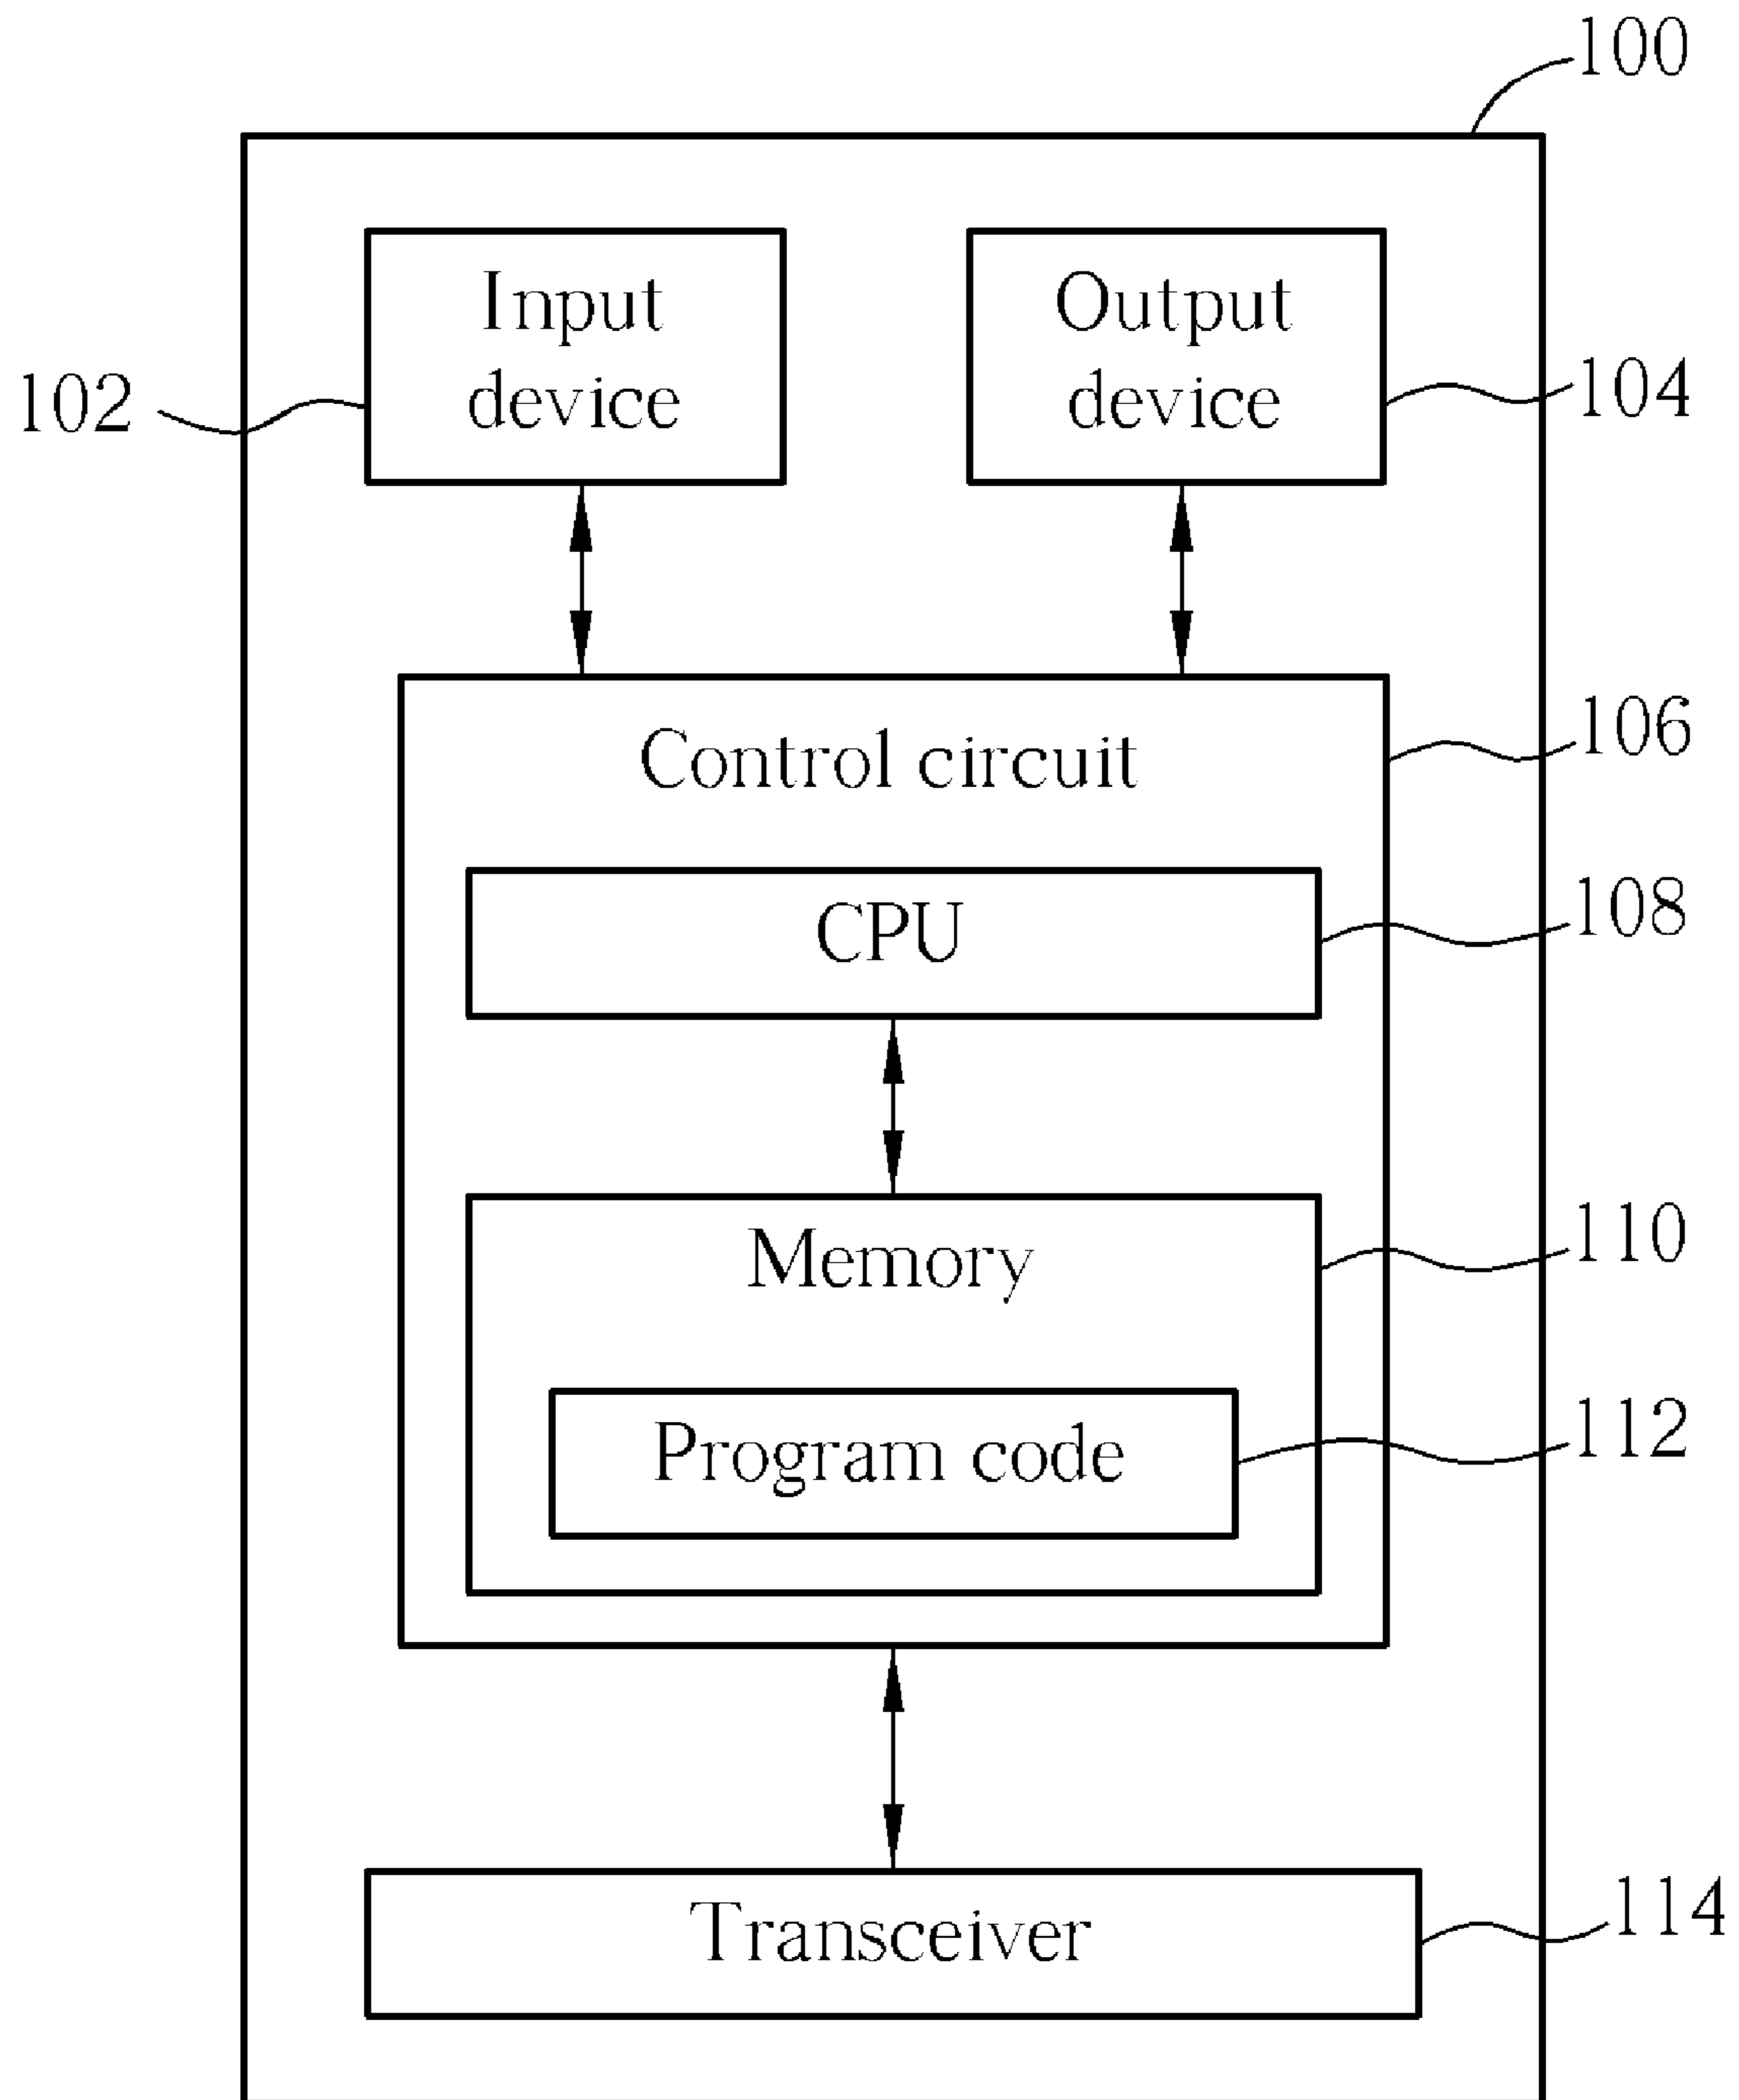 100
Input
device
Output
device
102
104
Control circuit
106
CPU
108
Memory
110
Program code
112
Transceiver
114